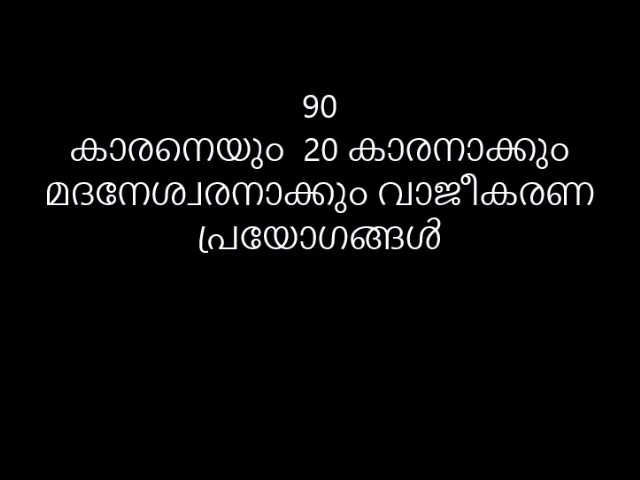 90
കാരനെയും 20 കാരനാക്കും
മദനേശ്വരനാക്കും വാജീകരണ
പ്രയോഗങ്ങൾ